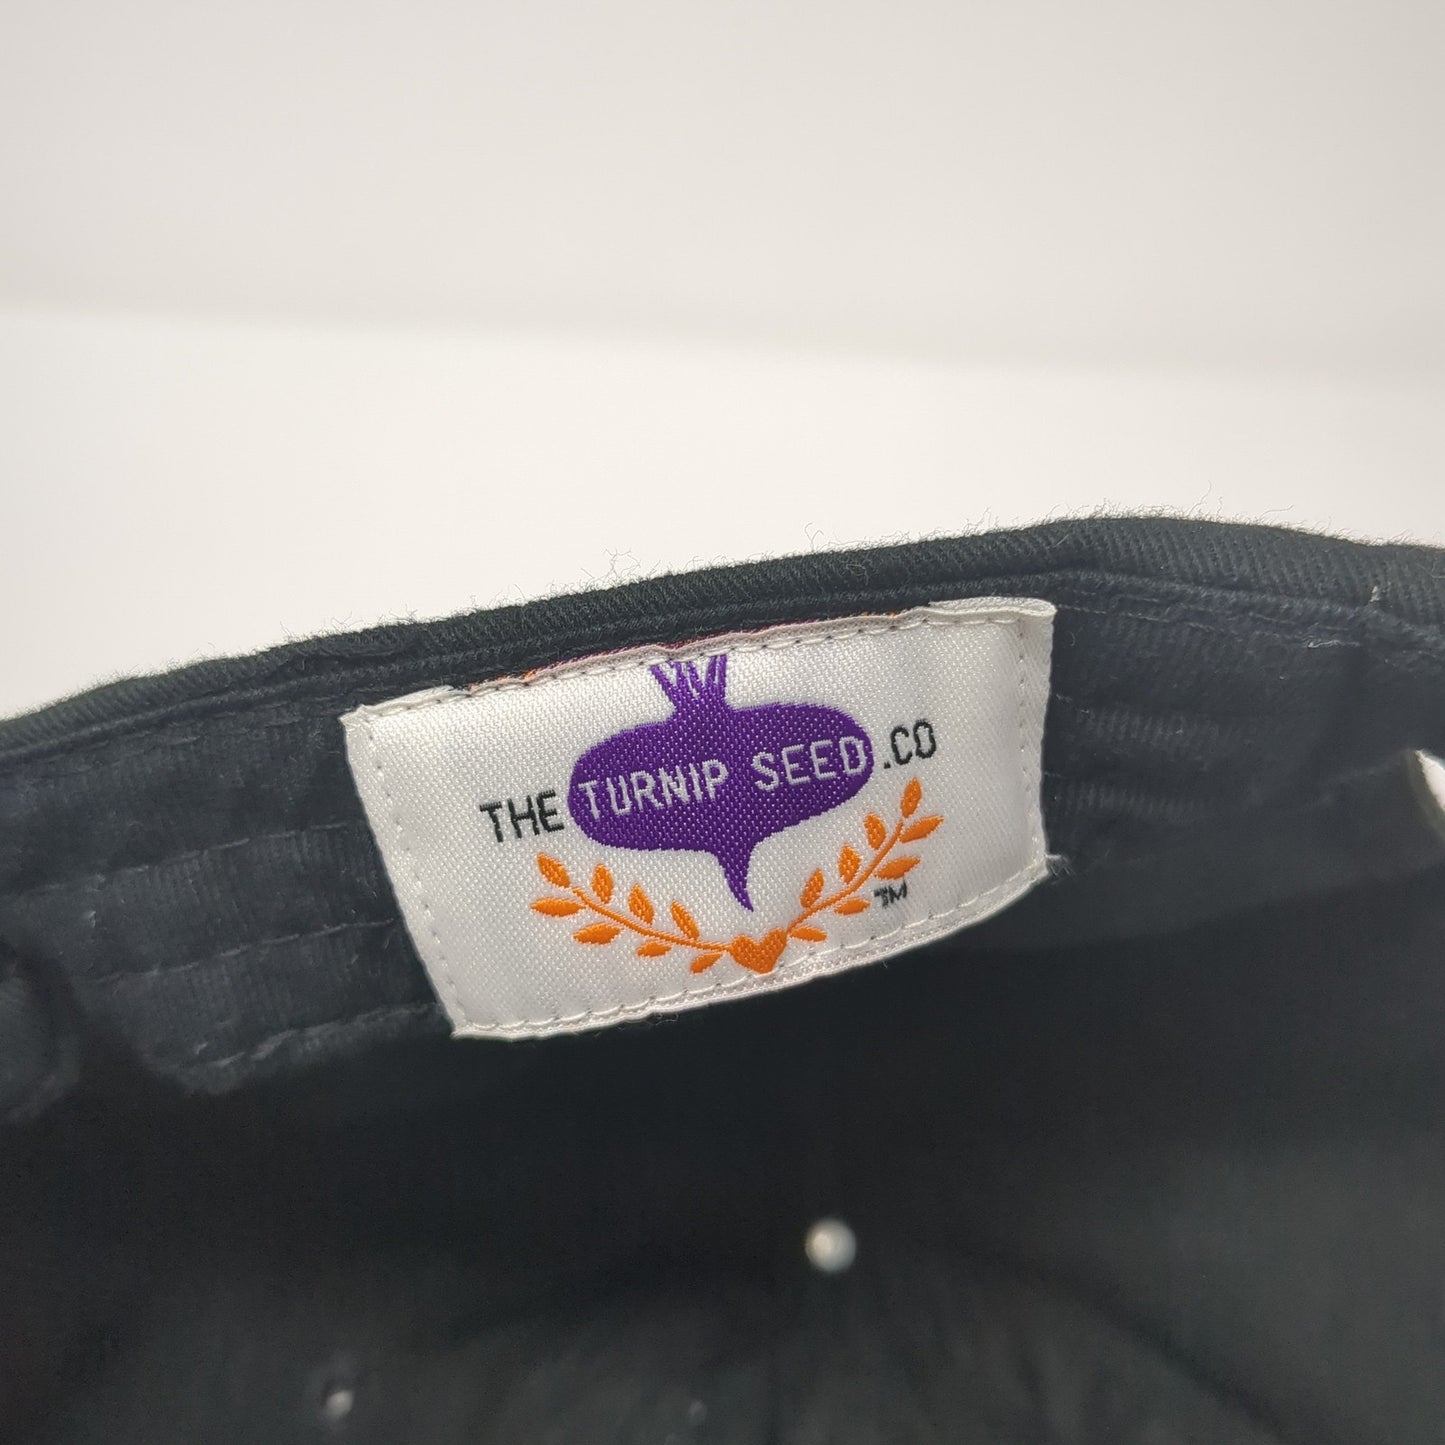 THE TURNIP SEED .CO
TM